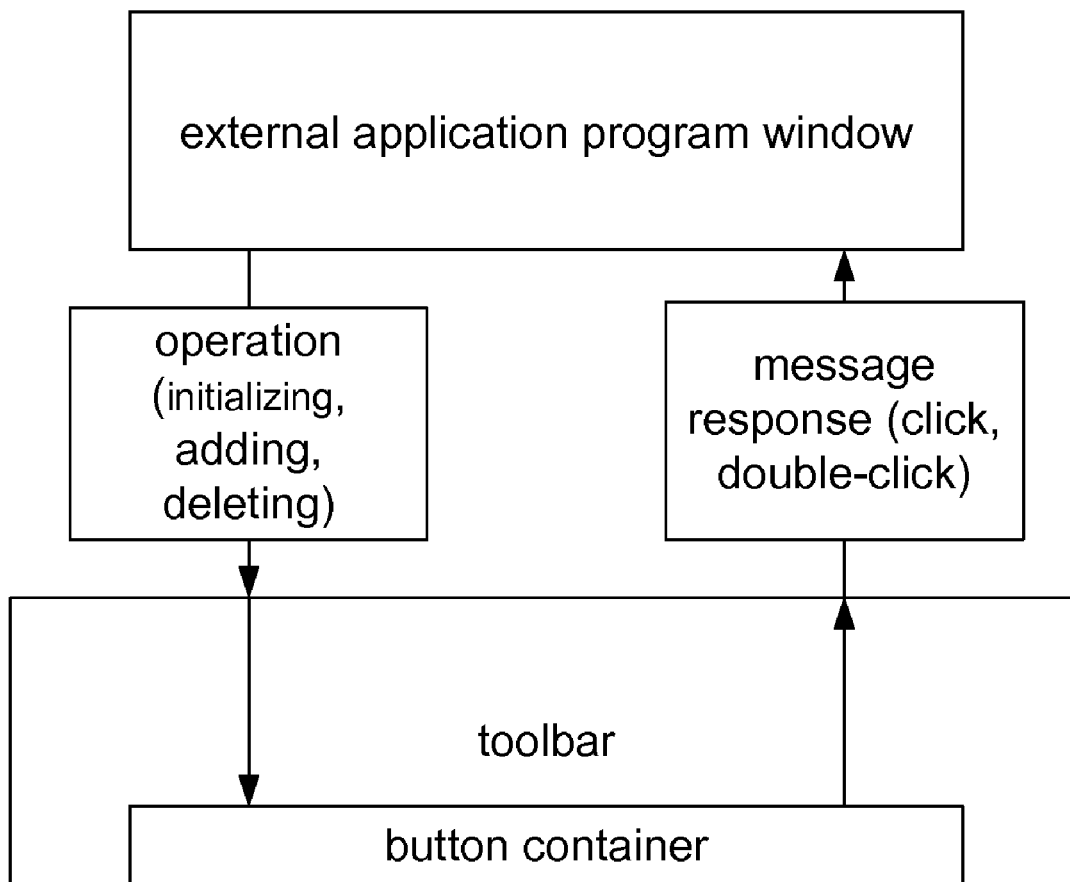 external application program window
operation
(initializing,
adding,
deleting)
message
response (click,
double-click)
toolbar
button container